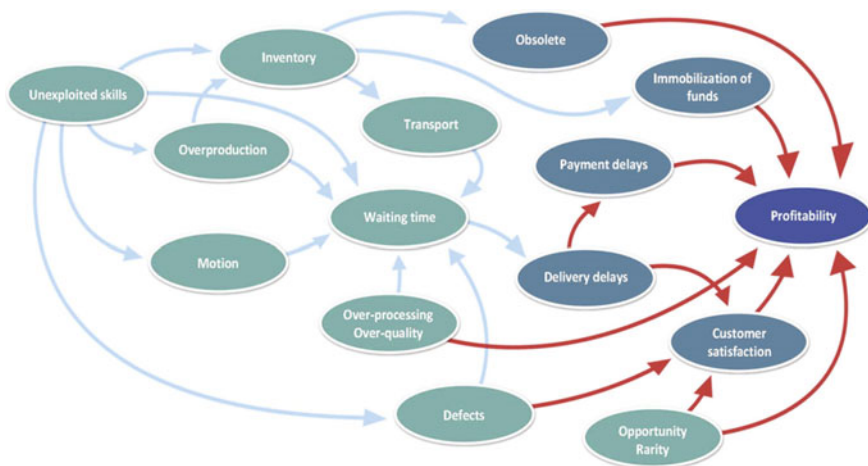 Obsolete
Inventory
Immobilization of
funds
Unexploited skills
Transport
Overproduction
Payment delays
Waiting time
Profitability
Motion
Delivery delays
Over-processing
Over-quality
Customer
satisfaction
Defects
Opportunity
Rarity